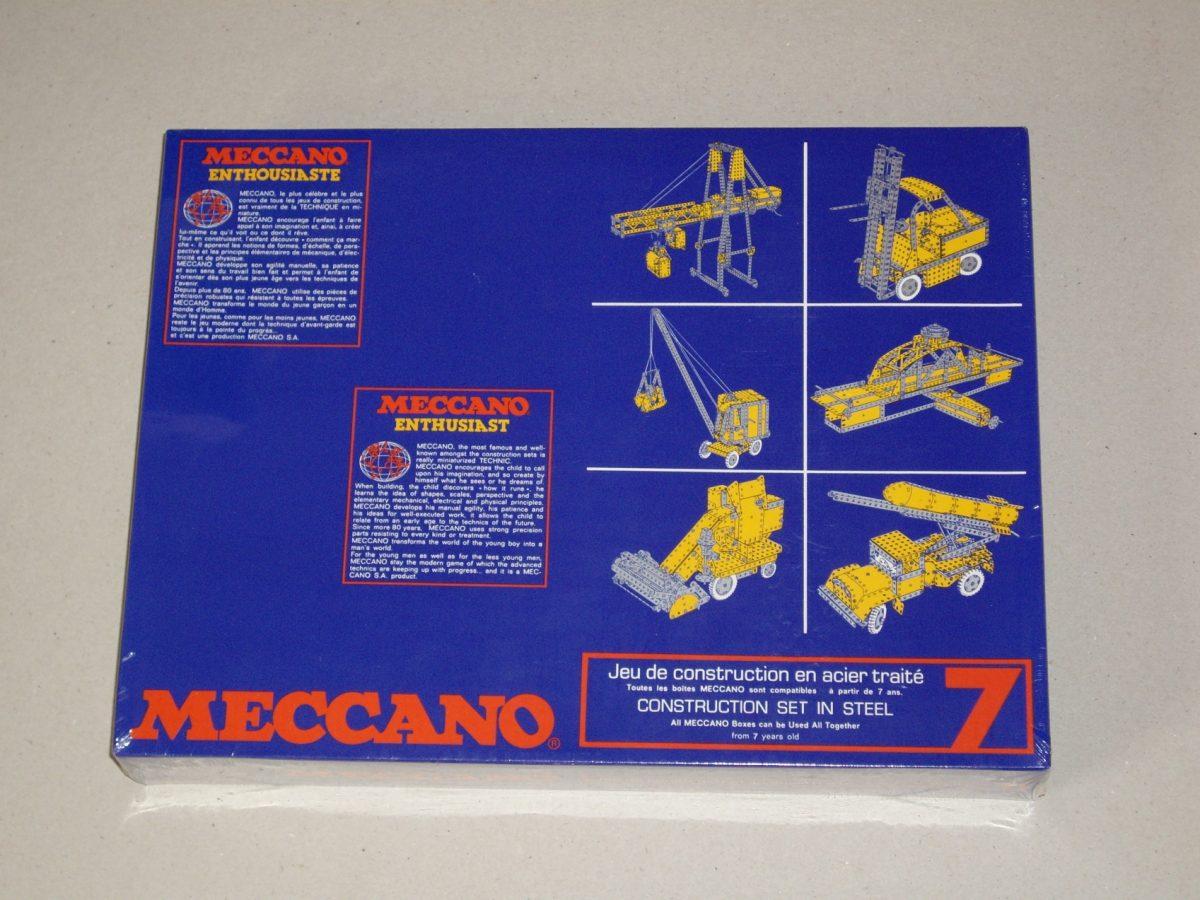 MECCANO
ENTHOUSIASTE
MECCANO, le plus célèbre et le plus
connu de tous les jeux de construction,
est vraiment de la TECHNIQUE en mi-
niature.
MECCANO encourage l'enfant à faire
appel à son imagination et, ainsi, à créer
lui-même ce qu'il voit ou ce dont il rêve.
Tout en construisant, l'enfant découvre « comment ça mar-
che ». Il apprend les notions de formes, d'échelle, de pers-
pective et les principes élémentaires de mécanique, d'élec-
tricité et de physique.
MECCANO développe son agilité manuelle, sa patience
et son sens du travail bien fait et permet à l'enfant de
s'orienter dès son plus jeune âge vers les techniques de
l'avenir.
Depuis plus de 80 ans, MECCANO utilise des pièces de
précision robustes qui résistent à toutes les épreuves.
MECCANO transforme le monde du jeune garçon en un
monde d'Homme.
Pour les jeunes, comme pour les moins jeunes, MECCANO
reste le jeu moderne dont la technique d'avant-garde est
toujours à la pointe du progrès...
et c'est une production MECCANO S.A.
MECCANO
ENTHUSIAST
MECCANO, the most famous and well-
known amongst the construction sets is
really miniaturized TECHNIC.
MECCANO encourages the child to call
upon his imagination, and so create by
himself what he sees or he dreams of.
When building, the child discovers « how it runs », he
learns the idea of shapes, scales, perspective and the
elementary mechanical, electrical and physical principles.
MECCANO develops his manual agility, his patience and
his ideas for well-executed work, it allows the child to
relate from an early age to the technics of the future.
Since more 80 years, MECCANO uses strong precision
parts resisting to every kind or treatment.
MECCANO transforms the world of the young boy into a
man's world.
For the young men as well as for the less young men,
MECCANO stay the modern game of which the advanced
technics are keeping up with progress... and it is a MEC-
CANO S.A. product.
MECCANO®
Jeu de construction en acier traité
Toutes les boîtes MECCANO sont compatibles à partir de 7 ans.
CONSTRUCTION SET IN STEEL
All MECCANO Boxes can be Used All Together
from 7 years old
7